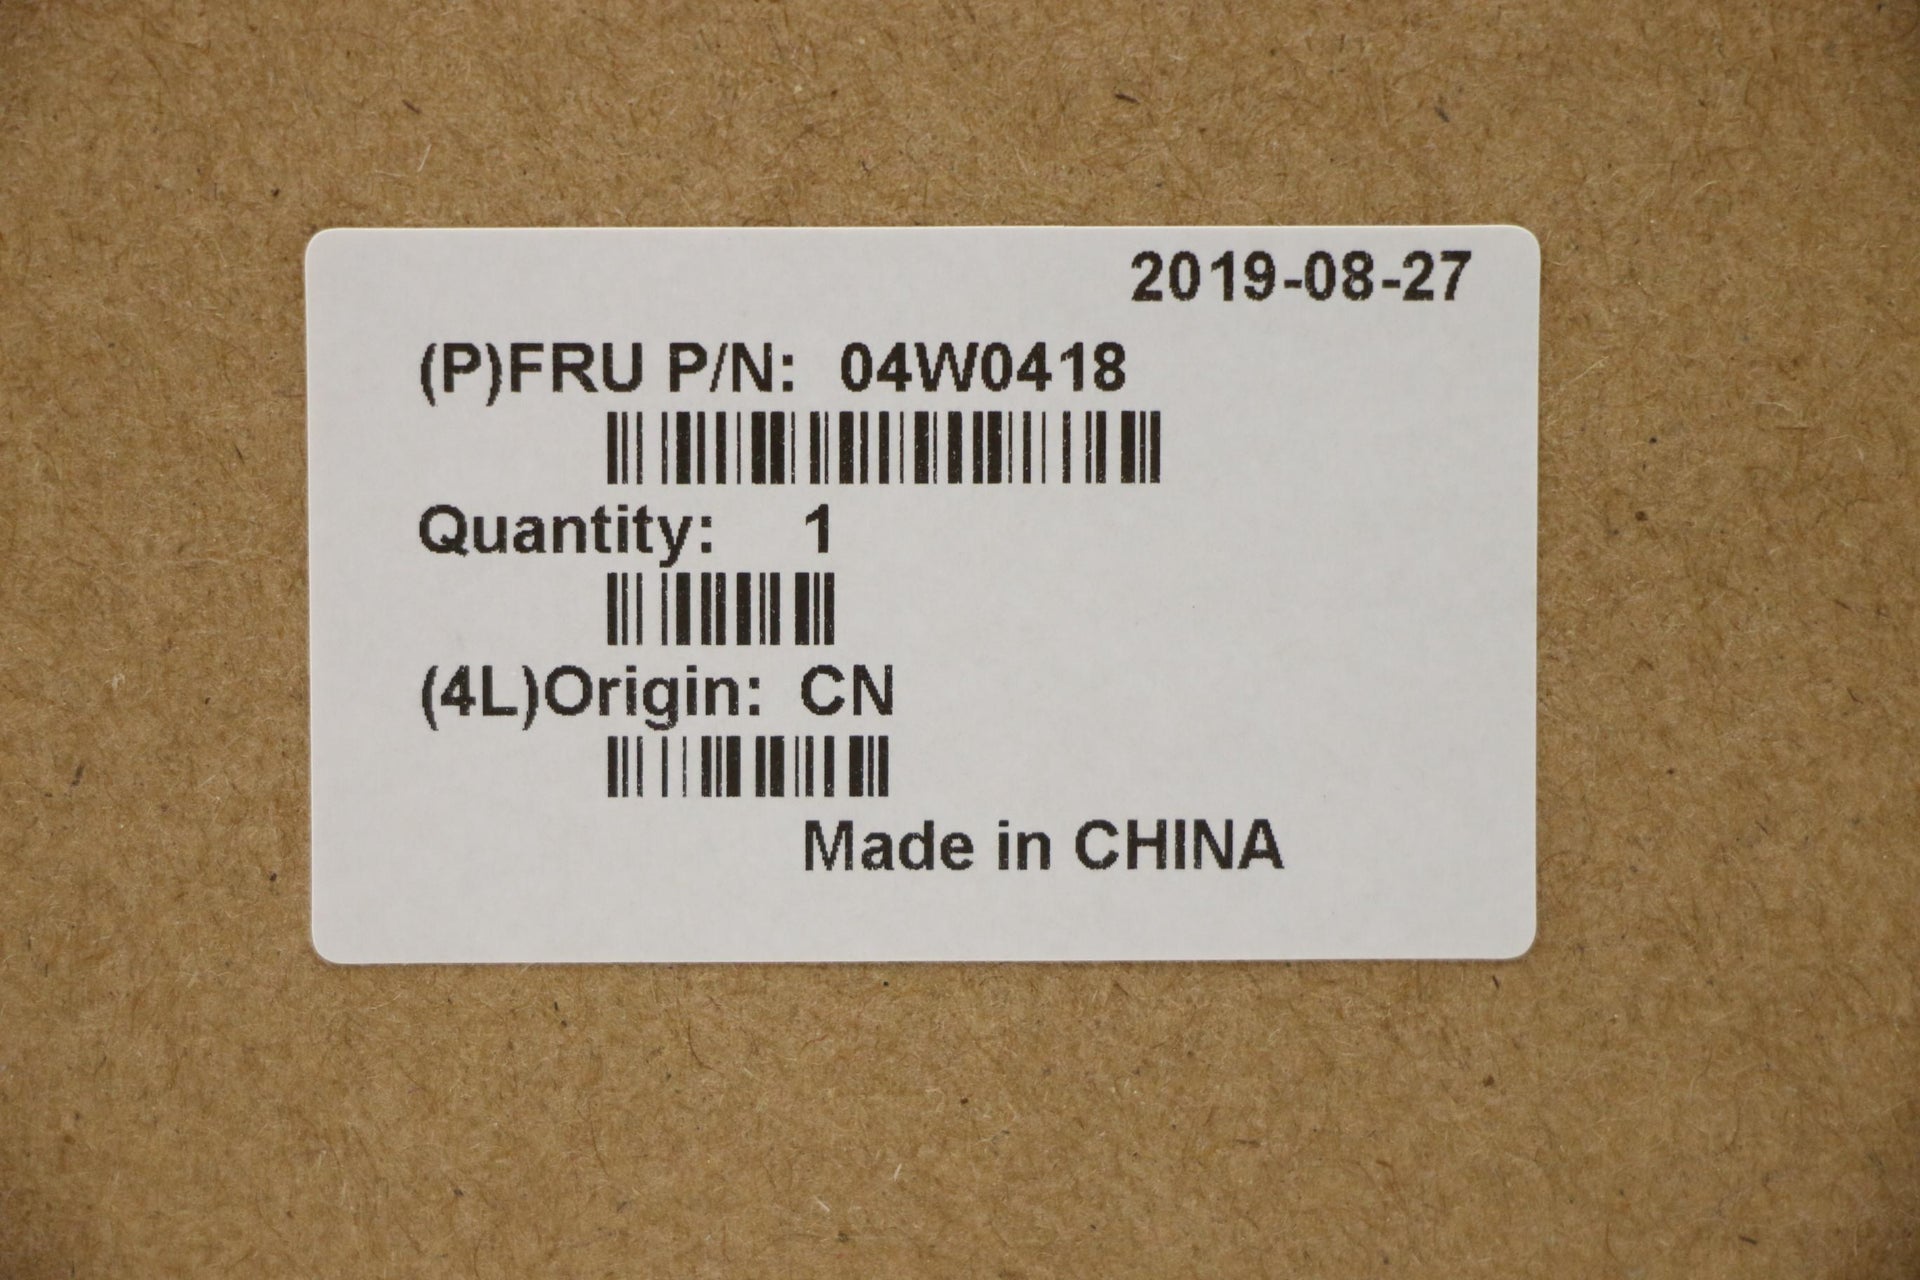 2019-08-27
(P)FRU P/N: 04W0418
Quantity: 1
(4L)Origin: CN
Made in CHINA